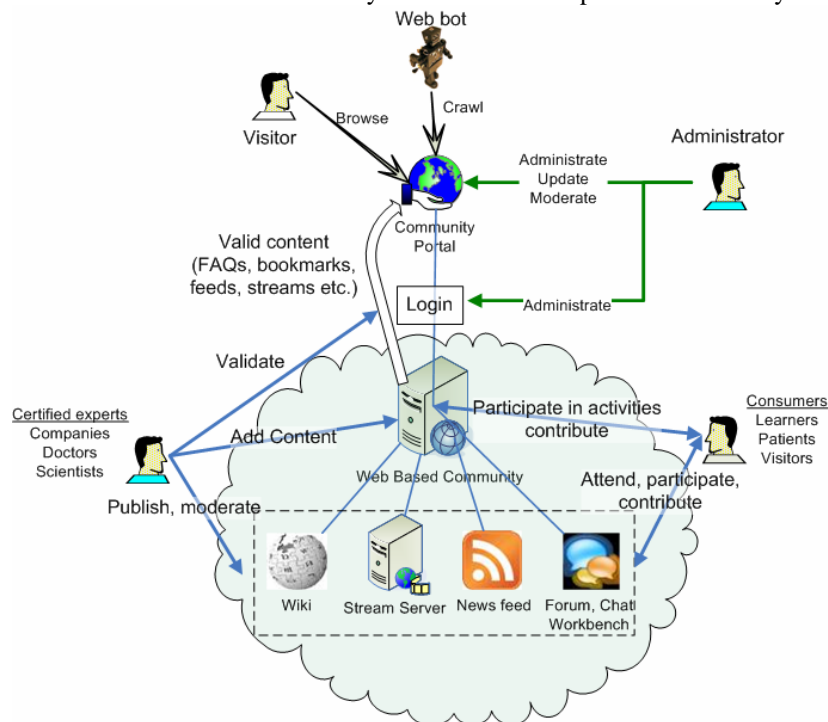 Web bot
Browse
Crawl
Visitor
Administrator
Administrate
Update
Moderate
Community
Portal
Valid content
(FAQs, bookmarks,
feeds, streams etc.)
Login
Administrate
Validate
Certified experts
Companies
Doctors
Scientists
Add Content
Participate in activities
contribute
Consumers
Learners
Patients
Visitors
Web Based Community
Publish, moderate
Attend, participate,
contribute
Wiki
Stream Server
News feed
Forum, Chat
Workbench